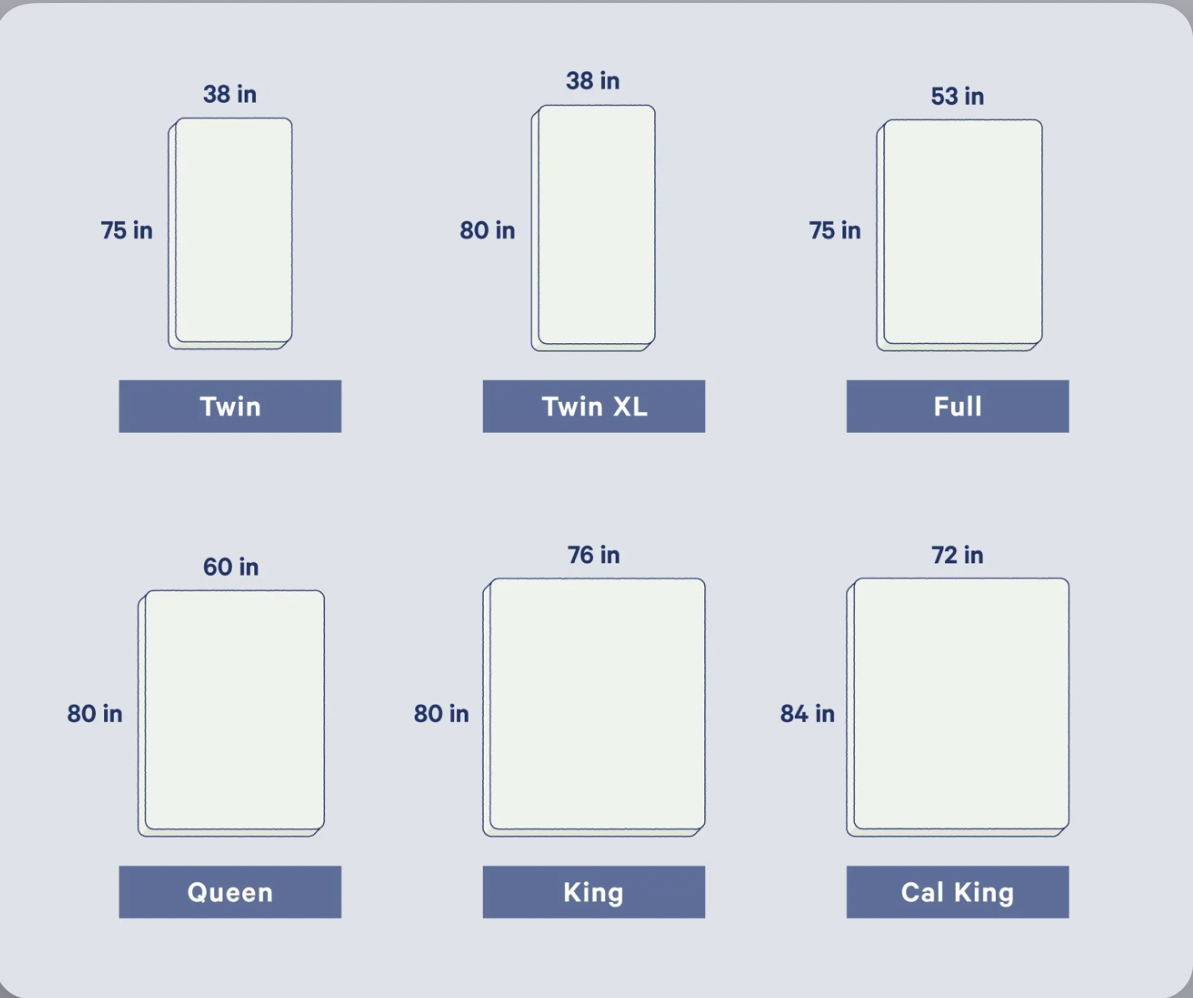 38 in
38 in
53 in
75 in
80 in
75 in
Twin
Twin XL
Full
60 in
76 in
72 in
80 in
80 in
84 in
Queen
King
Cal King